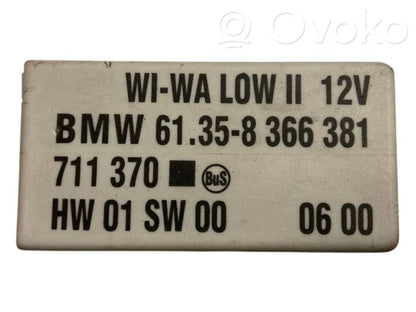 Ovoko
WI-WA LOW II 12V
BMW 61.35-8 366 381
711 370 ■ BuS
HW 01 SW 00 06 00